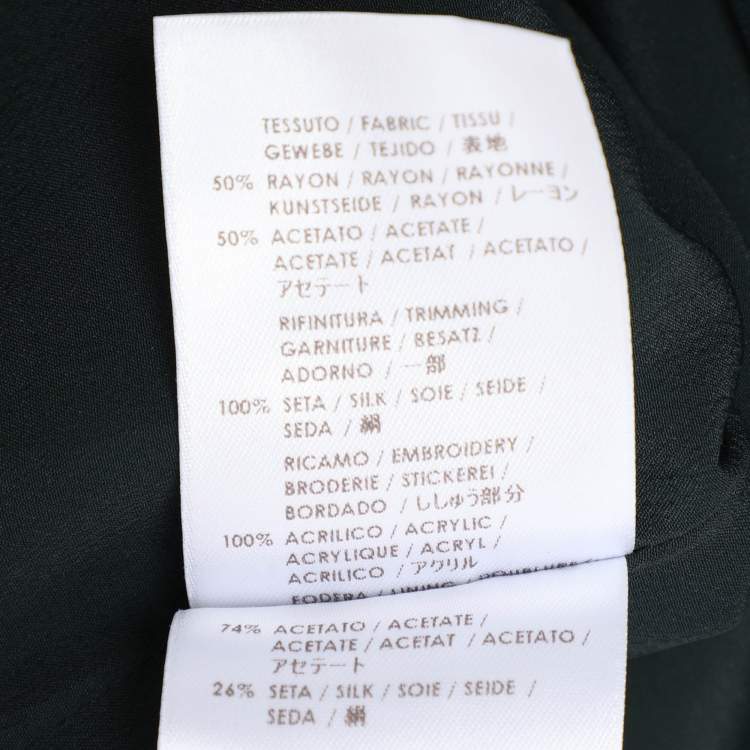 TESSUTO / FABRIC / TISSU /
GEWEBE / TEJIDO / 表地
50% RAYON / RAYON / RAYONNE /
KUNSTSEIDE / RAYON / レーヨン
50% ACETATO / ACETATE /
ACETATE / ACETAT / ACETATO /
アセテート
RIFINITURA / TRIMMING /
GARNITURE / BESATZ /
ADORNO / 一部
100% SETA / SILK / SOIE / SEIDE /
SEDA / 絹
RICAMO / EMBROIDERY /
BRODERIE / STICKEREI /
BORDADO / ししゅう部分
100% ACRILICO / ACRYLIC /
ACRYLIQUE / ACRYL /
ACRILICO / アクリル
FODERA / LINING / DOUBLURE /
74% ACETATO / ACETATE /
ACETATE / ACETAT / ACETATO /
アセテート
26% SETA / SILK / SOIE / SEIDE /
SEDA / 絹